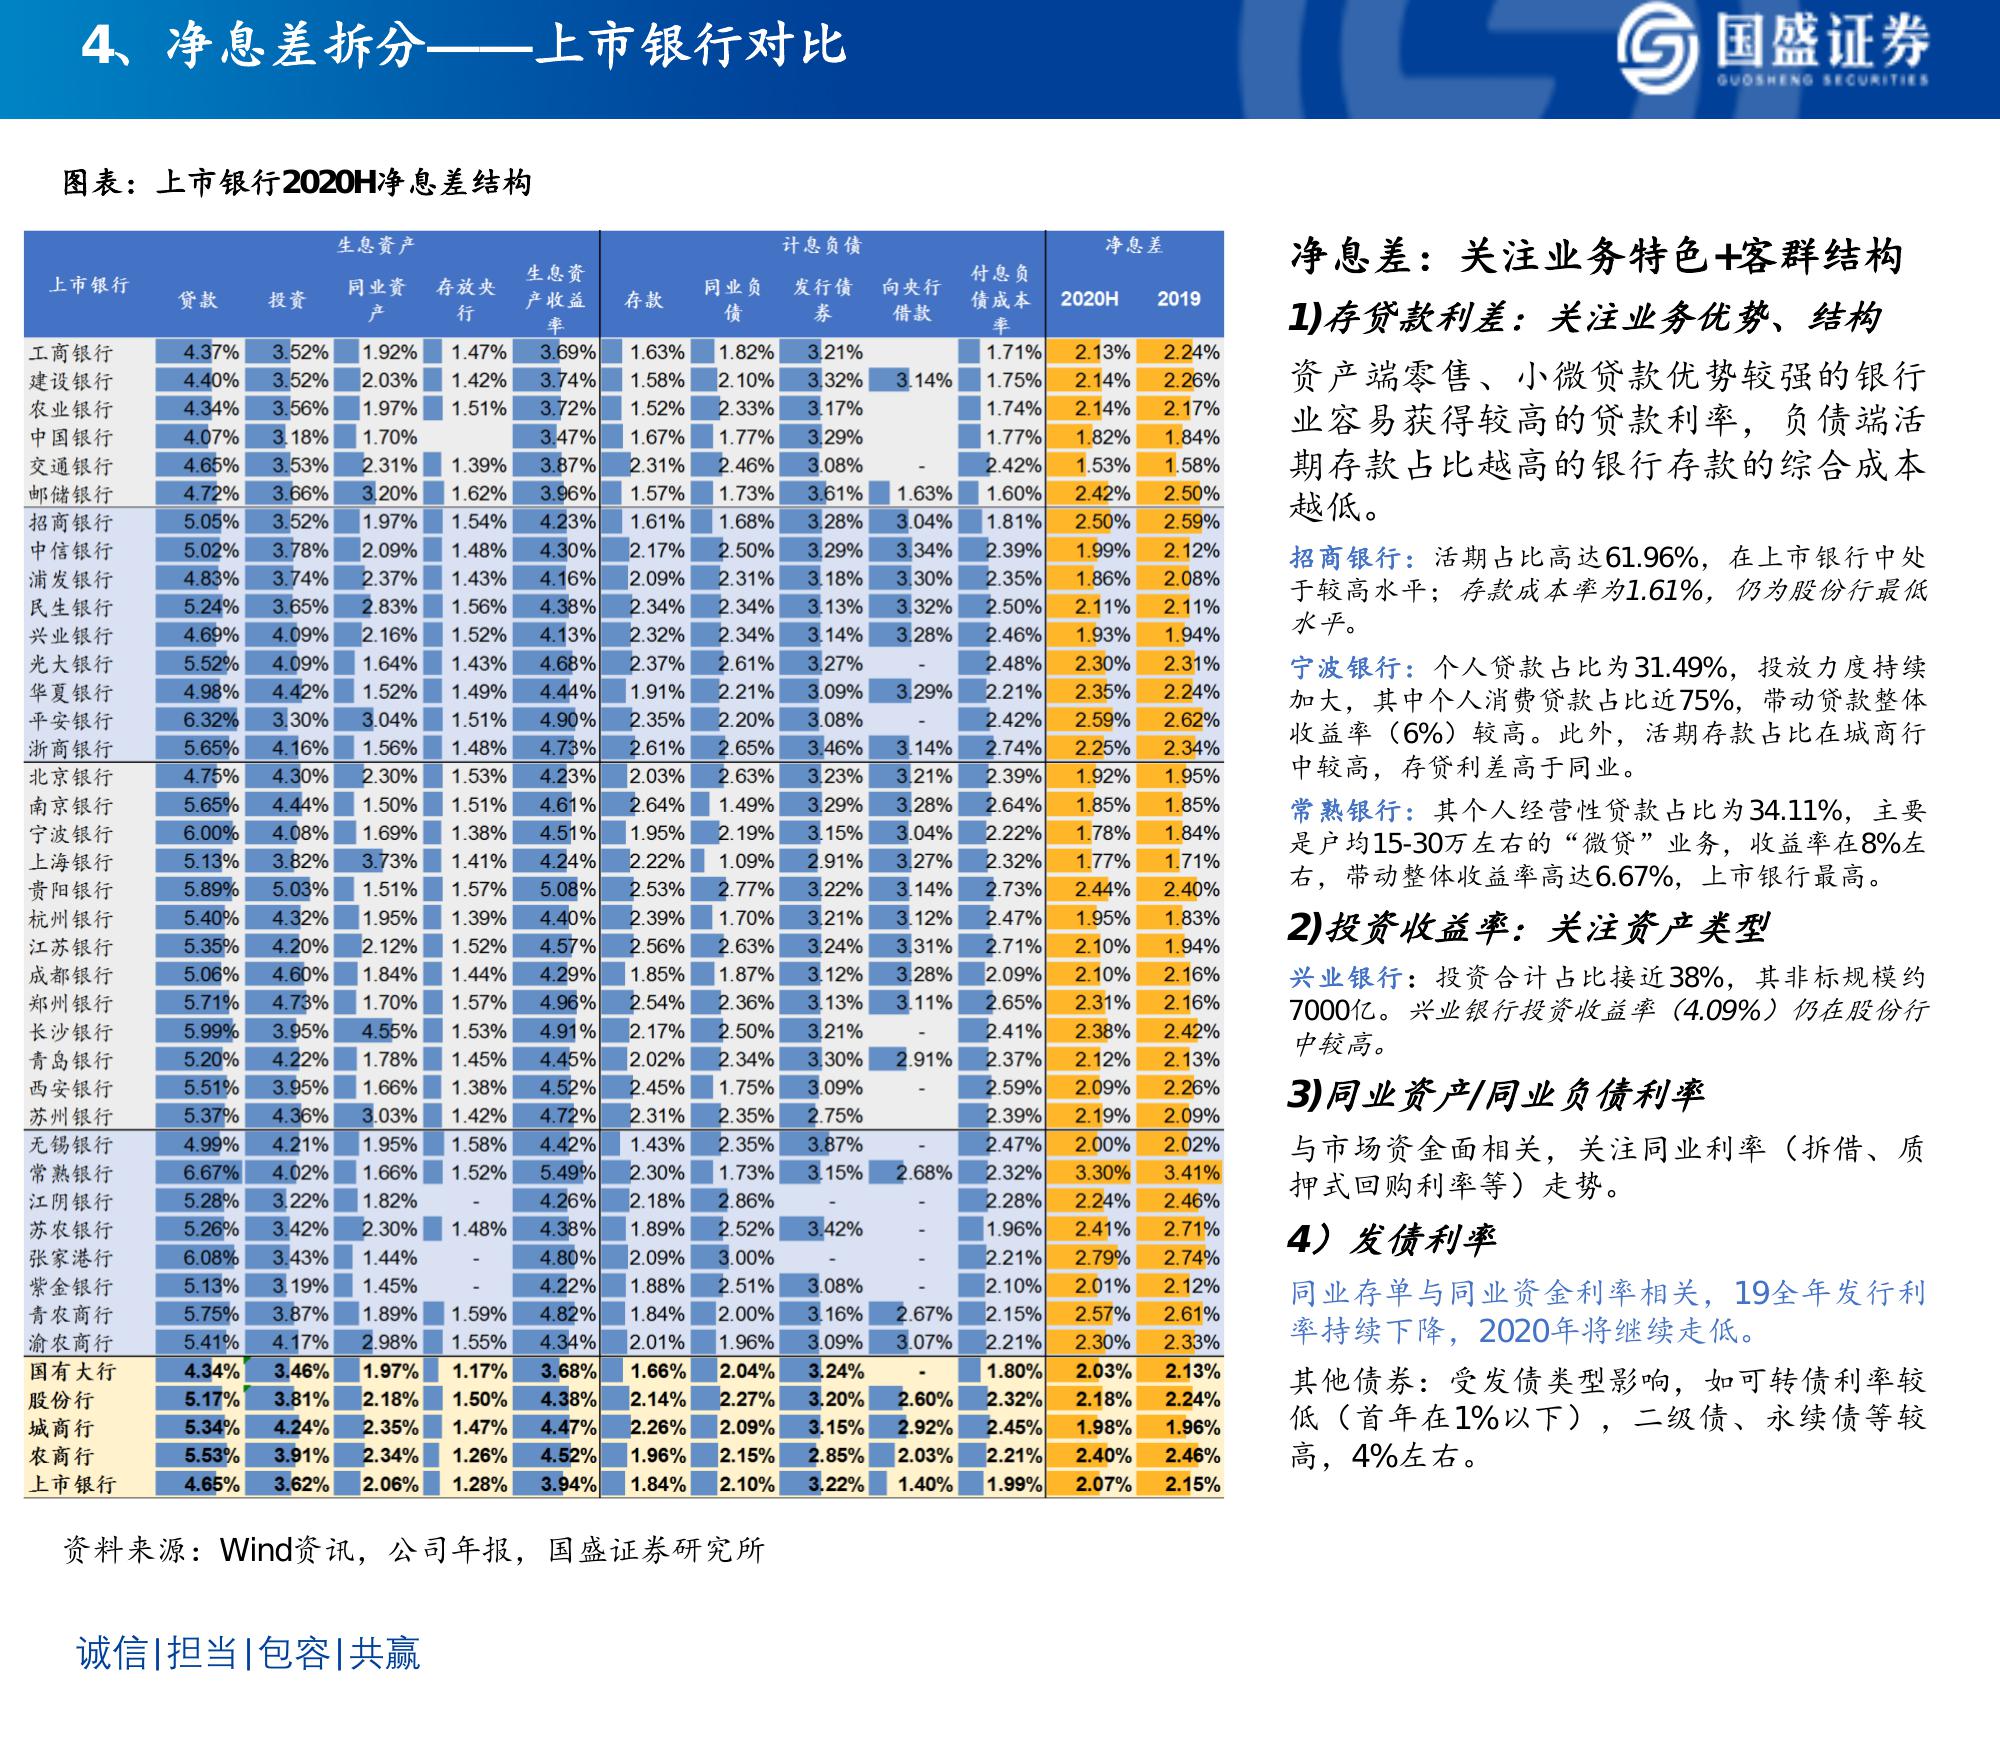 4、净息差拆分——上市银行对比
国盛证券
GUOSHENG SECURITIES
图表：上市银行2020H净息差结构
上市银行 生息资产 计息负债 净息差
贷款 投资 同业资产 存放央行 生息资产收益率 存款 同业负债 发行债券 向央行借款 付息负债成本率 2020H 2019
工商银行 4.37% 3.52% 1.92% 1.47% 3.69% 1.63% 1.82% 3.21% 1.71% 2.13% 2.24%
建设银行 4.40% 3.52% 2.03% 1.42% 3.74% 1.58% 2.10% 3.32% 3.14% 1.75% 2.14% 2.26%
农业银行 4.34% 3.56% 1.97% 1.51% 3.72% 1.52% 2.33% 3.17% 1.74% 2.14% 2.17%
中国银行 4.07% 3.18% 1.70% 3.47% 1.67% 1.77% 3.29% 1.77% 1.82% 1.84%
交通银行 4.65% 3.53% 2.31% 1.39% 3.87% 2.31% 2.46% 3.08% - 2.42% 1.53% 1.58%
邮储银行 4.72% 3.66% 3.20% 1.62% 3.96% 1.57% 1.73% 3.61% 1.63% 1.60% 2.42% 2.50%
招商银行 5.05% 3.52% 1.97% 1.54% 4.23% 1.61% 1.68% 3.28% 3.04% 1.81% 2.50% 2.59%
中信银行 5.02% 3.78% 2.09% 1.48% 4.30% 2.17% 2.50% 3.29% 3.34% 2.39% 1.99% 2.12%
浦发银行 4.83% 3.74% 2.37% 1.43% 4.16% 2.09% 2.31% 3.18% 3.30% 2.35% 1.86% 2.08%
民生银行 5.24% 3.65% 2.83% 1.56% 4.38% 2.34% 2.34% 3.13% 3.32% 2.50% 2.11% 2.11%
兴业银行 4.69% 4.09% 2.16% 1.52% 4.13% 2.32% 2.34% 3.14% 3.28% 2.46% 1.93% 1.94%
光大银行 5.52% 4.09% 1.64% 1.43% 4.68% 2.37% 2.61% 3.27% - 2.48% 2.30% 2.31%
华夏银行 4.98% 4.42% 1.52% 1.49% 4.44% 1.91% 2.21% 3.09% 3.29% 2.21% 2.35% 2.24%
平安银行 6.32% 3.30% 3.04% 1.51% 4.90% 2.35% 2.20% 3.08% - 2.42% 2.59% 2.62%
浙商银行 5.65% 4.16% 1.56% 1.48% 4.73% 2.61% 2.65% 3.46% 3.14% 2.74% 2.25% 2.34%
北京银行 4.75% 4.30% 2.30% 1.53% 4.23% 2.03% 2.63% 3.23% 3.21% 2.39% 1.92% 1.95%
南京银行 5.65% 4.44% 1.50% 1.51% 4.61% 2.64% 1.49% 3.29% 3.28% 2.64% 1.85% 1.85%
宁波银行 6.00% 4.08% 1.69% 1.38% 4.51% 1.95% 2.19% 3.15% 3.04% 2.22% 1.78% 1.84%
上海银行 5.13% 3.82% 3.73% 1.41% 4.24% 2.22% 1.09% 2.91% 3.27% 2.32% 1.77% 1.71%
贵阳银行 5.89% 5.03% 1.51% 1.57% 5.08% 2.53% 2.77% 3.22% 3.14% 2.73% 2.44% 2.40%
杭州银行 5.40% 4.32% 1.95% 1.39% 4.40% 2.39% 1.70% 3.21% 3.12% 2.47% 1.95% 1.83%
江苏银行 5.35% 4.20% 2.12% 1.52% 4.57% 2.56% 2.63% 3.24% 3.31% 2.71% 2.10% 1.94%
成都银行 5.06% 4.60% 1.84% 1.44% 4.29% 1.85% 1.87% 3.12% 3.28% 2.09% 2.10% 2.16%
郑州银行 5.71% 4.73% 1.70% 1.57% 4.96% 2.54% 2.36% 3.13% 3.11% 2.65% 2.31% 2.16%
长沙银行 5.99% 3.95% 4.55% 1.53% 4.91% 2.17% 2.50% 3.21% - 2.41% 2.38% 2.42%
青岛银行 5.20% 4.22% 1.78% 1.45% 4.45% 2.02% 2.34% 3.30% 2.91% 2.37% 2.12% 2.13%
西安银行 5.51% 3.95% 1.66% 1.38% 4.52% 2.45% 1.75% 3.09% - 2.59% 2.09% 2.26%
苏州银行 5.37% 4.36% 3.03% 1.42% 4.72% 2.31% 2.35% 2.75% 2.39% 2.19% 2.09%
无锡银行 4.99% 4.21% 1.95% 1.58% 4.42% 1.43% 2.35% 3.87% - 2.47% 2.00% 2.02%
常熟银行 6.67% 4.02% 1.66% 1.52% 5.49% 2.30% 1.73% 3.15% 2.68% 2.32% 3.30% 3.41%
江阴银行 5.28% 3.22% 1.82% - 4.26% 2.18% 2.86% - - 2.28% 2.24% 2.46%
苏农银行 5.26% 3.42% 2.30% 1.48% 4.38% 1.89% 2.52% 3.42% - 1.96% 2.41% 2.71%
张家港行 6.08% 3.43% 1.44% - 4.80% 2.09% 3.00% - - 2.21% 2.79% 2.74%
紫金银行 5.13% 3.19% 1.45% - 4.22% 1.88% 2.51% 3.08% - 2.10% 2.01% 2.12%
青农商行 5.75% 3.87% 1.89% 1.59% 4.82% 1.84% 2.00% 3.16% 2.67% 2.15% 2.57% 2.61%
渝农商行 5.41% 4.17% 2.98% 1.55% 4.34% 2.01% 1.96% 3.09% 3.07% 2.21% 2.30% 2.33%
国有大行 4.34% 3.46% 1.97% 1.17% 3.68% 1.66% 2.04% 3.24% - 1.80% 2.03% 2.13%
股份行 5.17% 3.81% 2.18% 1.50% 4.38% 2.14% 2.27% 3.20% 2.60% 2.32% 2.18% 2.24%
城商行 5.34% 4.24% 2.35% 1.47% 4.47% 2.26% 2.09% 3.15% 2.92% 2.45% 1.98% 1.96%
农商行 5.53% 3.91% 2.34% 1.26% 4.52% 1.96% 2.15% 2.85% 2.03% 2.21% 2.40% 2.46%
上市银行 4.65% 3.62% 2.06% 1.28% 3.94% 1.84% 2.10% 3.22% 1.40% 1.99% 2.07% 2.15%
资料来源：Wind资讯，公司年报，国盛证券研究所
净息差：关注业务特色+客群结构
1)存贷款利差：关注业务优势、结构
资产端零售、小微贷款优势较强的银行
业容易获得较高的贷款利率，负债端活
期存款占比越高的银行存款的综合成本
越低。
招商银行：活期占比高达61.96%，在上市银行中处
于较高水平；存款成本率为1.61%，仍为股份行最低
水平。
宁波银行：个人贷款占比为31.49%，投放力度持续
加大，其中个人消费贷款占比近75%，带动贷款整体
收益率（6%）较高。此外，活期存款占比在城商行
中较高，存贷利差高于同业。
常熟银行：其个人经营性贷款占比为34.11%，主要
是户均15-30万左右的“微贷”业务，收益率在8%左
右，带动整体收益率高达6.67%，上市银行最高。
2)投资收益率：关注资产类型
兴业银行：投资合计占比接近38%，其非标规模约
7000亿。兴业银行投资收益率（4.09%）仍在股份行
中较高。
3)同业资产/同业负债利率
与市场资金面相关，关注同业利率（拆借、质
押式回购利率等）走势。
4）发债利率
同业存单与同业资金利率相关，19全年发行利
率持续下降，2020年将继续走低。
其他债券：受发债类型影响，如可转债利率较
低（首年在1%以下），二级债、永续债等较
高，4%左右。
诚信|担当|包容|共赢